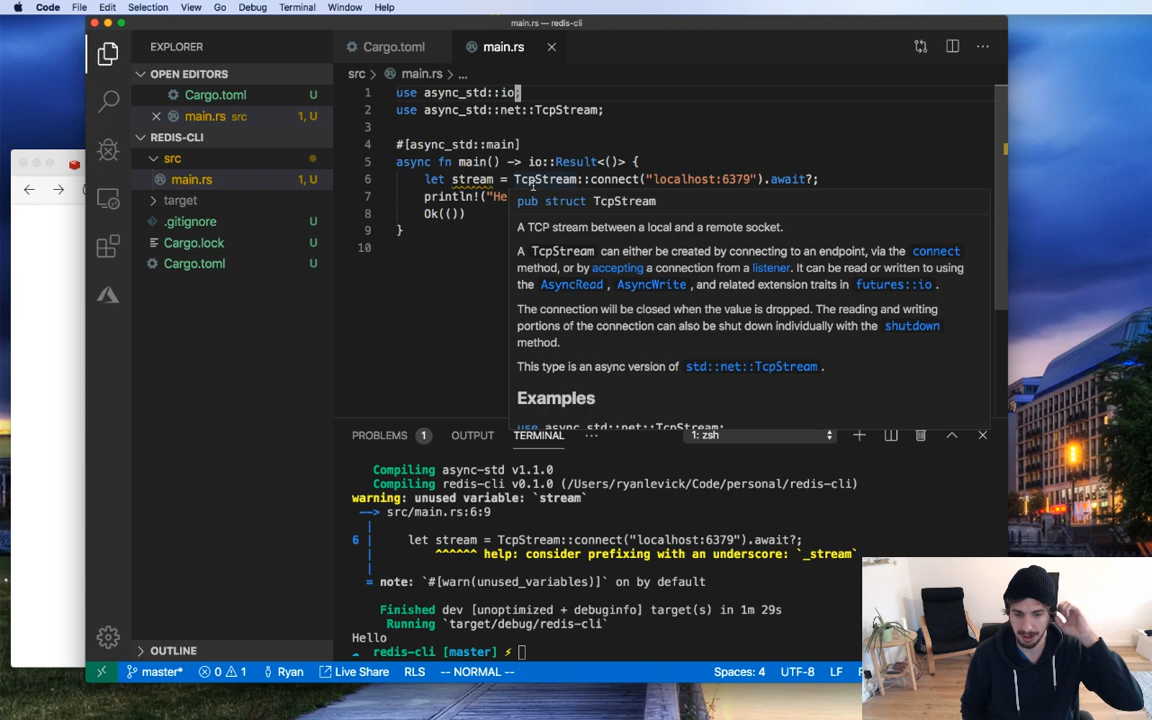 Code File Edit Selection View Go Debug Terminal Window Help
main.rs — redis-cli
EXPLORER
OPEN EDITORS
Cargo.toml U
main.rs src 1, U
REDIS-CLI
src
main.rs 1, U
target
.gitignore U
Cargo.lock U
Cargo.toml U
OUTLINE
Cargo.toml main.rs
src main.rs ...
1 use async_std::io;
2 use async_std::net::TcpStream;
3
4 #[async_std::main]
5 async fn main() -> io::Result<()> {
6 let stream = TcpStream::connect("localhost:6379").await?;
7 println!("He
8 Ok(())
9 }
10
pub struct TcpStream
A TCP stream between a local and a remote socket.
A TcpStream can either be created by connecting to an endpoint, via the connect
method, or by accepting a connection from a listener. It can be read or written to using
the AsyncRead, AsyncWrite, and related extension traits in futures::io.
The connection will be closed when the value is dropped. The reading and writing
portions of the connection can also be shut down individually with the shutdown
method.
This type is an async version of std::net::TcpStream.
Examples
use async_std::net::TcpStream;
PROBLEMS 1 OUTPUT TERMINAL ... 1: zsh
Compiling async-std v1.1.0
Compiling redis-cli v0.1.0 (/Users/ryanlevick/Code/personal/redis-cli)
warning: unused variable: `stream`
--> src/main.rs:6:9
|
6 | let stream = TcpStream::connect("localhost:6379").await?;
| ^^^^^^ help: consider prefixing with an underscore: `_stream`
|
= note: `#[warn(unused_variables)]` on by default
Finished dev [unoptimized + debuginfo] target(s) in 1m 29s
Running `target/debug/redis-cli`
Hello
redis-cli [master] ⚡
master* 0 1 Ryan Live Share RLS -- NORMAL -- Spaces: 4 UTF-8 LF